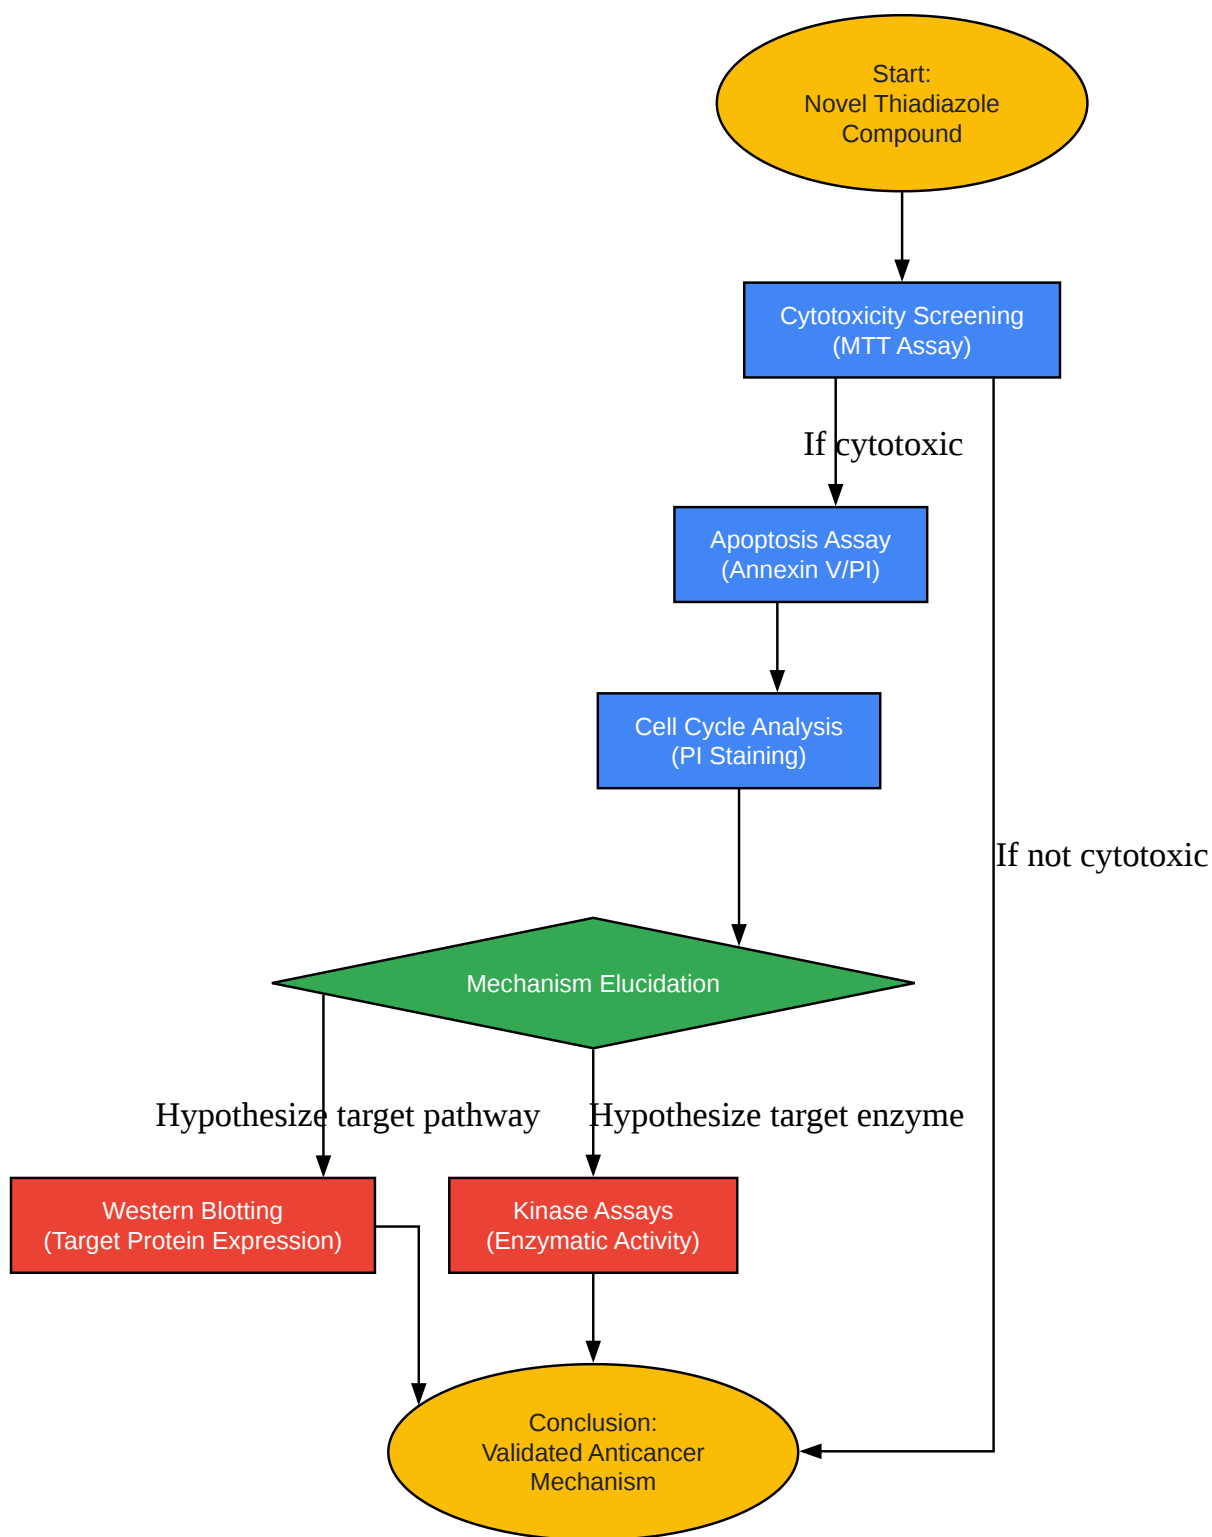 Start:
Novel Thiadiazole
Compound
Cytotoxicity Screening
(MTT Assay)
If cytotoxic
Apoptosis Assay
(Annexin V/PI)
Cell Cycle Analysis
(PI Staining)
If not cytotoxic
Mechanism Elucidation
Hypothesize target pathway
Hypothesize target enzyme
Western Blotting
(Target Protein Expression)
Kinase Assays
(Enzymatic Activity)
Conclusion:
Validated Anticancer
Mechanism